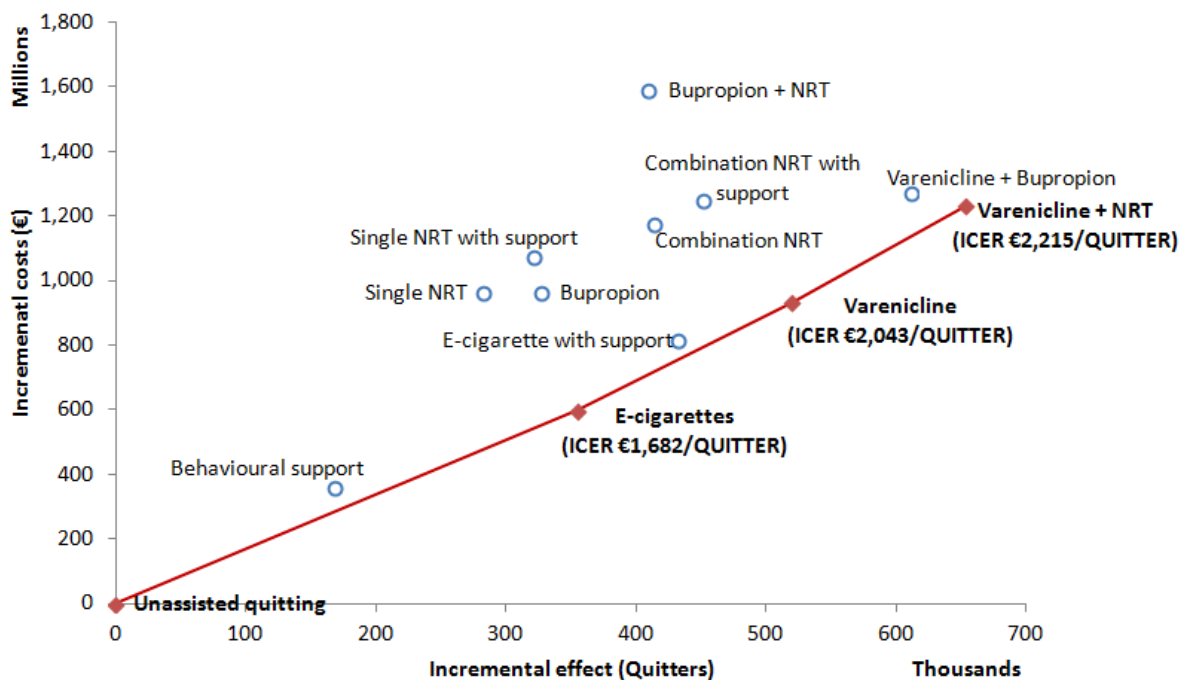 1,800
Millions
1,600
1,400
1,200
1,000
800
600
400
200
0
Incrementatl costs (€)
Bupropion + NRT
Combination NRT with
support
Varenicline + Bupropion
Varenicline + NRT
(ICER €2,215/QUITTER)
Single NRT with support
Combination NRT
Single NRT
Bupropion
Varenicline
(ICER €2,043/QUITTER)
E-cigarette with support
E-cigarettes
(ICER €1,682/QUITTER)
Behavioural support
Unassisted quitting
0 100 200 300 400 500 600 700
Incremental effect (Quitters)
Thousands